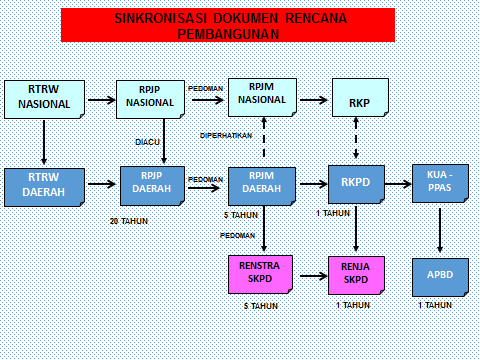 SINKRONISASI DOKUMEN RENCANA
PEMBANGUNAN
RTRW
NASIONAL
RPJP
NASIONAL
PEDOMAN
RPJM
NASIONAL
RKP
DIACU
DIPERHATIKAN
RTRW
DAERAH
RPJP
DAERAH
PEDOMAN
RPJM
DAERAH
RKPD
KUA -
PPAS
20 TAHUN
5 TAHUN
1 TAHUN
PEDOMAN
RENSTRA
SKPD
RENJA
SKPD
APBD
5 TAHUN
1 TAHUN
1 TAHUN